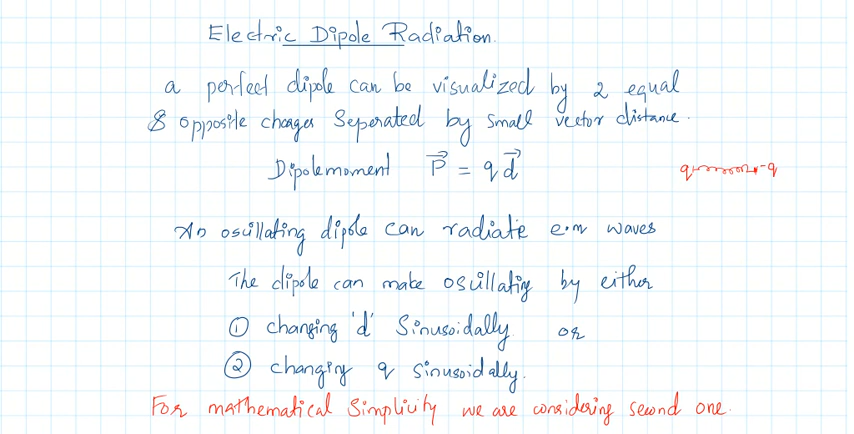 Electric Dipole Radiation.
a perfect dipole can be visualized by 2 equal
& opposite charges Seperated by small vector distance.
Dipolemoment P⃗ = q d⃗
q -q
An oscillating dipole can radiate e.m waves
The dipole can make oscillating by either
① changing 'd' Sinusoidally or
② changing q sinusoidally.
For mathematical Simplicity we are considering second one.